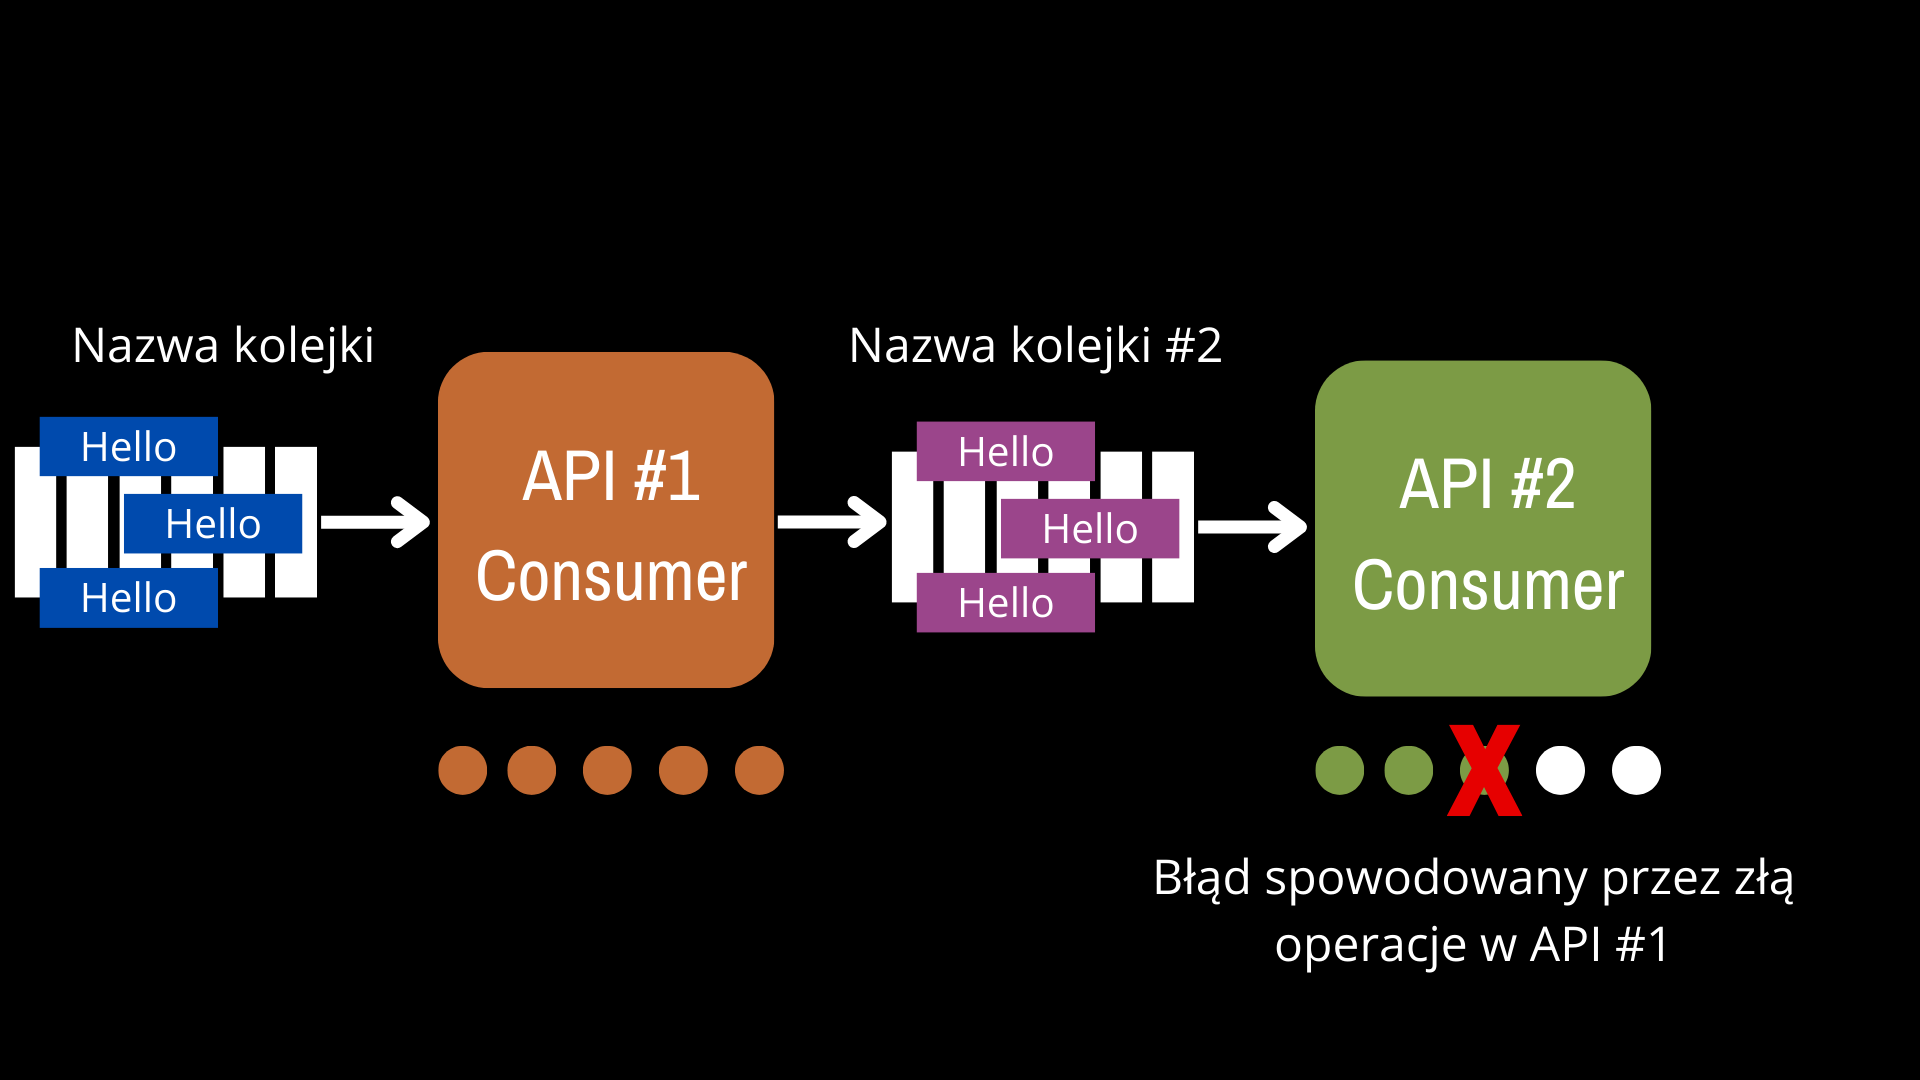 Nazwa kolejki
Hello
Hello
Hello
API #1
Consumer
Nazwa kolejki #2
Hello
Hello
Hello
API #2
Consumer
X
Błąd spowodowany przez złą
operacje w API #1